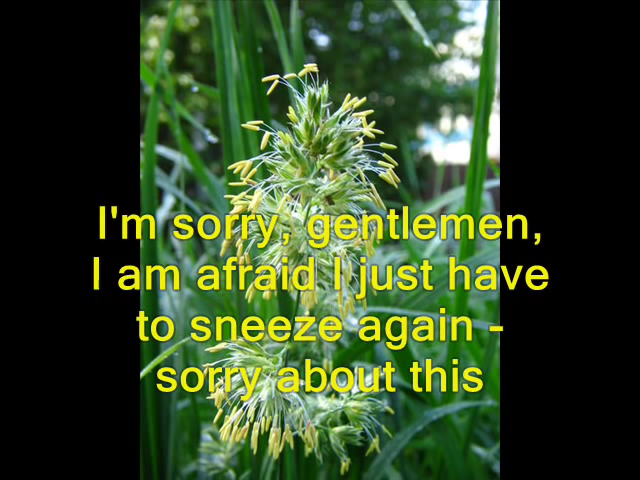 I'm sorry, gentlemen,
I am afraid I just have
to sneeze again -
sorry about this